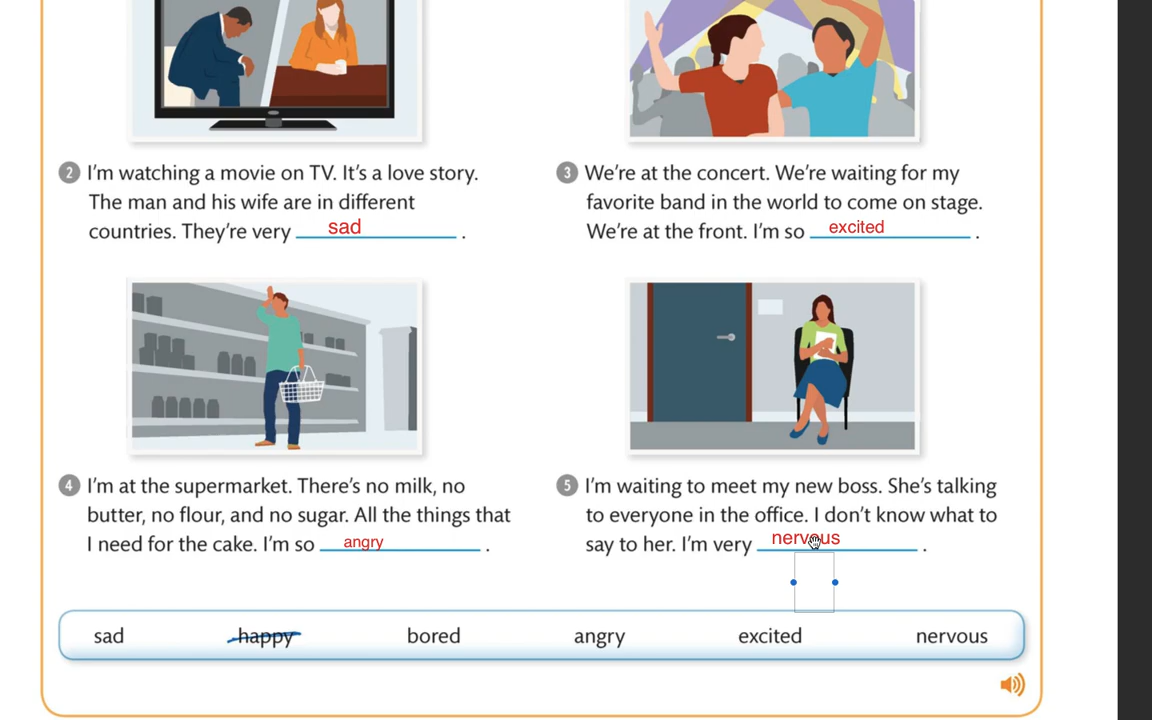 2 I'm watching a movie on TV. It's a love story.
The man and his wife are in different
countries. They're very sad .
3 We're at the concert. We're waiting for my
favorite band in the world to come on stage.
We're at the front. I'm so excited .
4 I'm at the supermarket. There's no milk, no
butter, no flour, and no sugar. All the things that
I need for the cake. I'm so angry .
5 I'm waiting to meet my new boss. She's talking
to everyone in the office. I don't know what to
say to her. I'm very nervous .
sad happy bored angry excited nervous